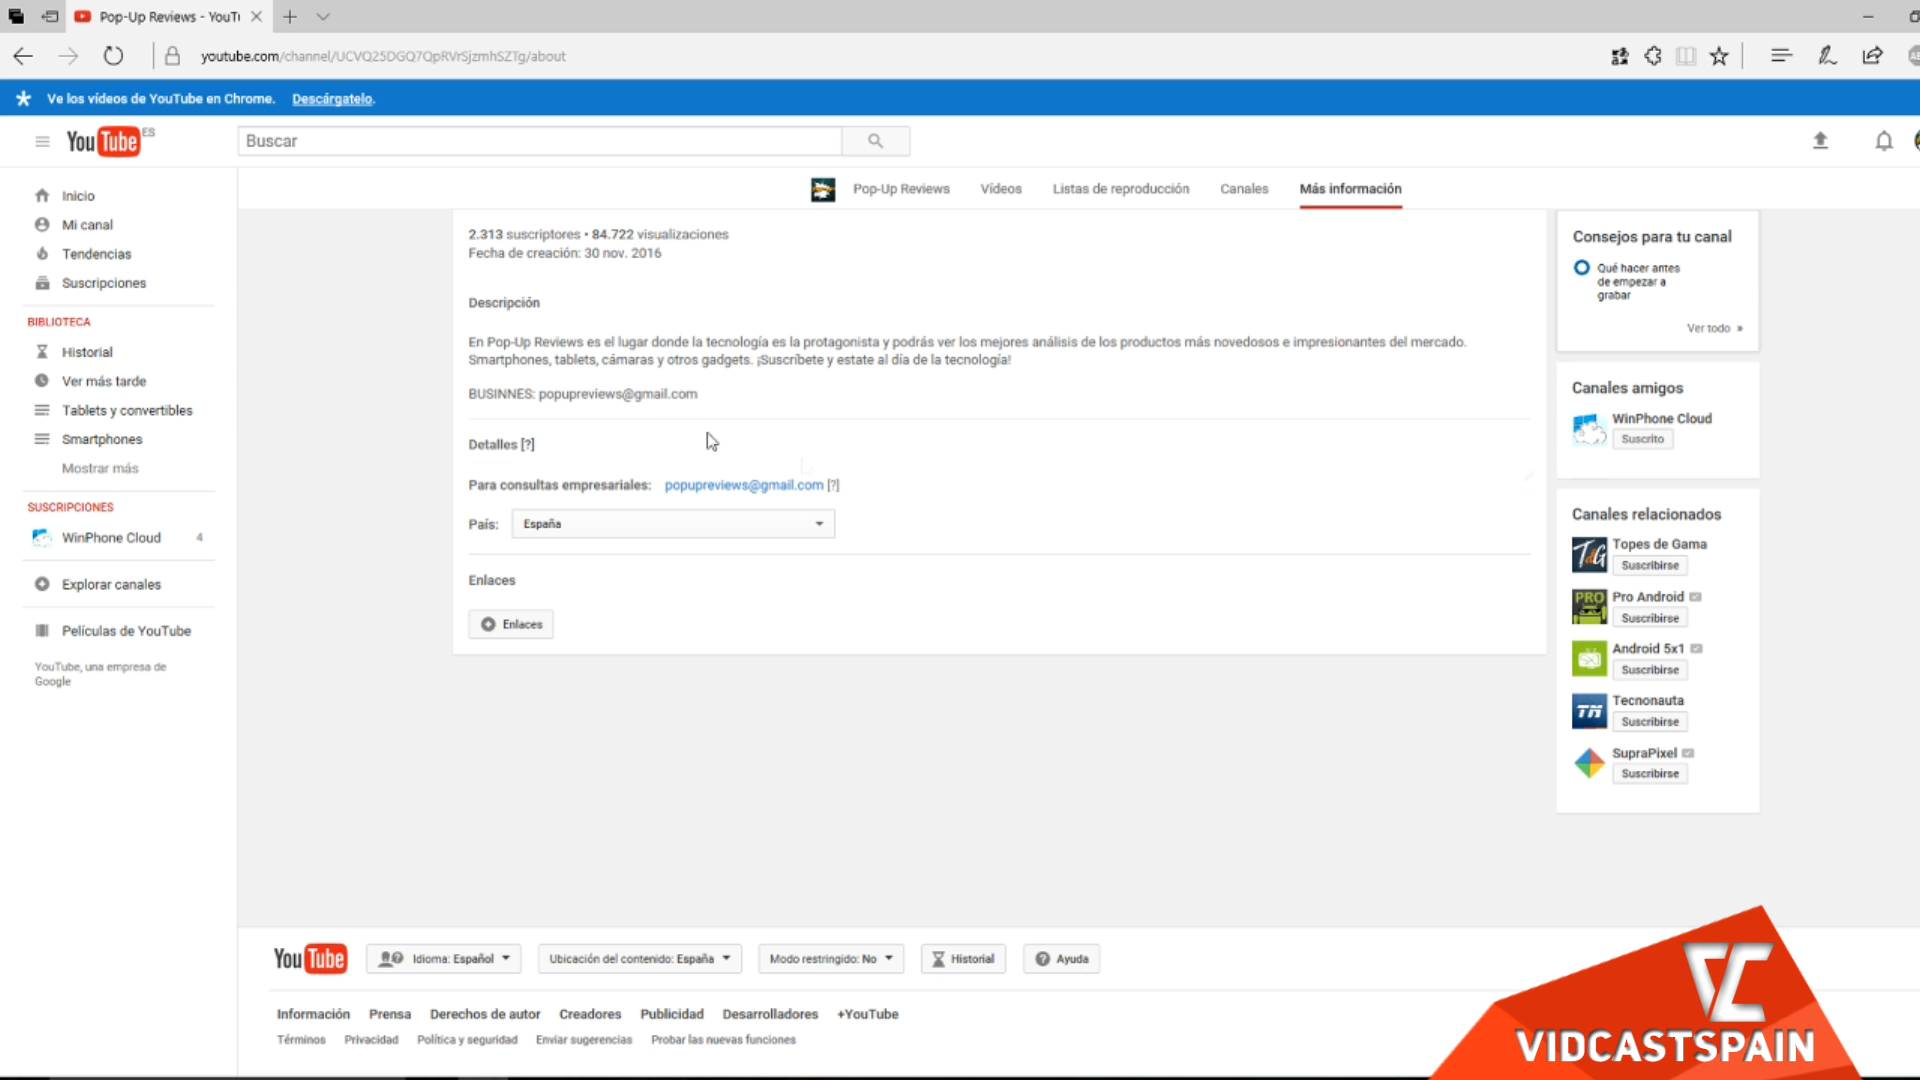 Pop-Up Reviews - YouTu
youtube.com/channel/UCVQ25DGQ7QpRVrSjzmhSZTg/about
Ve los vídeos de YouTube en Chrome. Descárgatelo.
YouTube ES
Buscar
Inicio
Mi canal
Tendencias
Suscripciones
BIBLIOTECA
Historial
Ver más tarde
Tablets y convertibles
Smartphones
Mostrar más
SUSCRIPCIONES
WinPhone Cloud 4
Explorar canales
Películas de YouTube
YouTube, una empresa de
Google
Pop-Up Reviews Vídeos Listas de reproducción Canales Más información
2.313 suscriptores • 84.722 visualizaciones
Fecha de creación: 30 nov. 2016
Descripción
En Pop-Up Reviews es el lugar donde la tecnología es la protagonista y podrás ver los mejores análisis de los productos más novedosos e impresionantes del mercado.
Smartphones, tablets, cámaras y otros gadgets. ¡Suscríbete y estate al día de la tecnología!
BUSINNES: popupreviews@gmail.com
Detalles [?]
Para consultas empresariales: popupreviews@gmail.com [?]
País: España
Enlaces
Enlaces
Consejos para tu canal
Qué hacer antes
de empezar a
grabar
Ver todo »
Canales amigos
WinPhone Cloud
Suscrito
Canales relacionados
TdG
Topes de Gama
Suscribirse
PRO
Pro Android
Suscribirse
Android 5x1
Suscribirse
TN
Tecnonauta
Suscribirse
SupraPixel
Suscribirse
YouTube Idioma: Español Ubicación del contenido: España Modo restringido: No Historial Ayuda
Información Prensa Derechos de autor Creadores Publicidad Desarrolladores +YouTube
Términos Privacidad Política y seguridad Enviar sugerencias Probar las nuevas funciones
VC
VIDCASTSPAIN